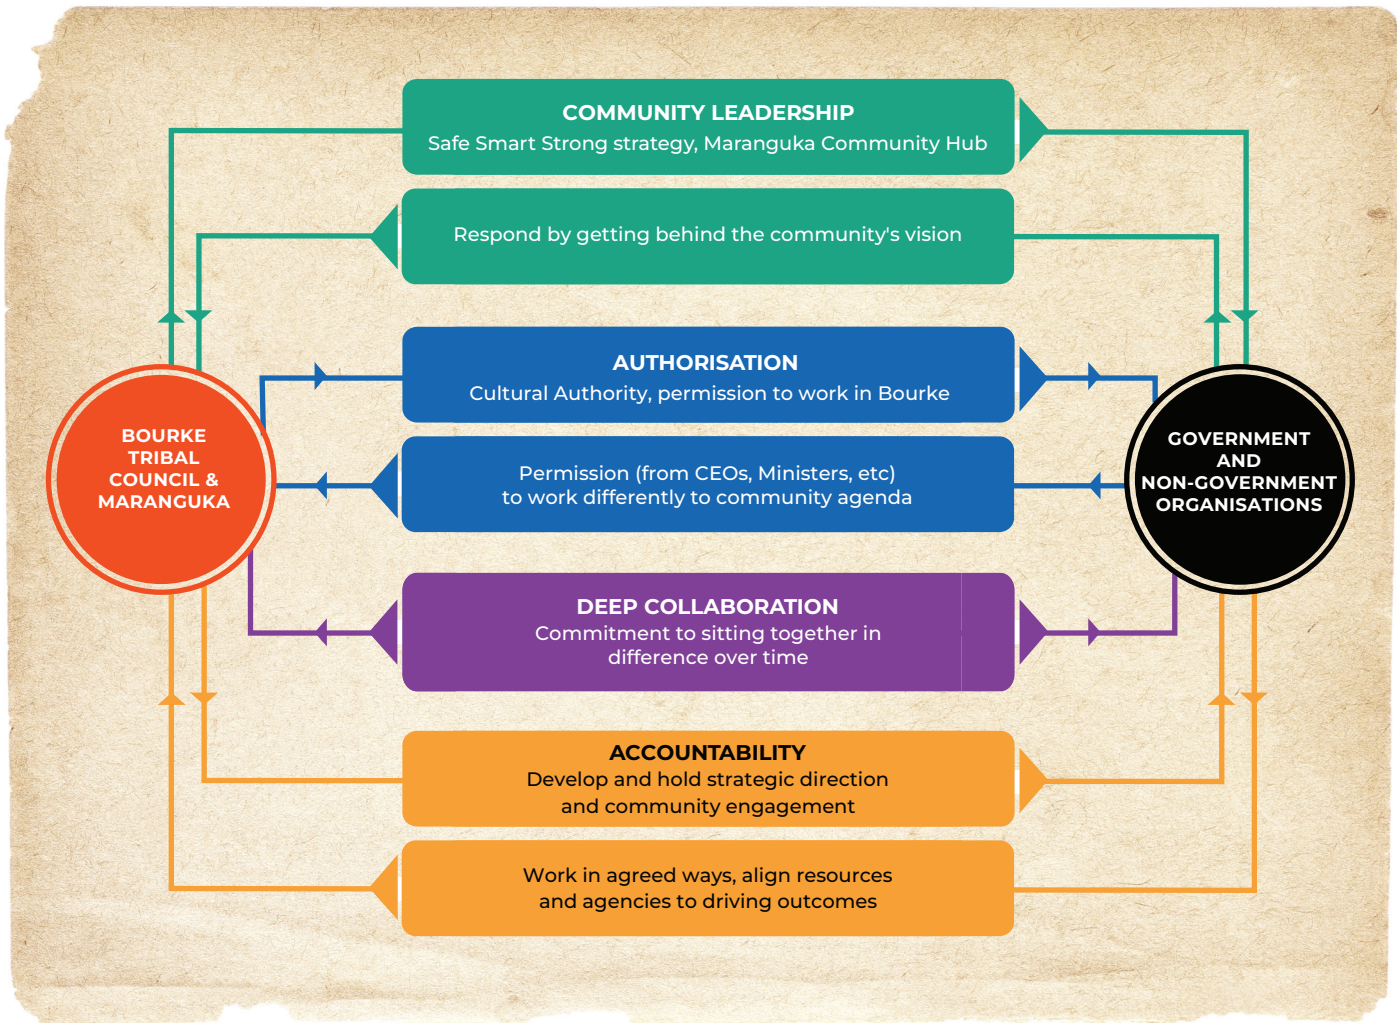 COMMUNITY LEADERSHIP
Safe Smart Strong strategy, Maranguka Community Hub
Respond by getting behind the community's vision
AUTHORISATION
Cultural Authority, permission to work in Bourke
BOURKE
TRIBAL
COUNCIL &
MARANGUKA
Permission (from CEOs, Ministers, etc)
to work differently to community agenda
GOVERNMENT
AND
NON-GOVERNMENT
ORGANISATIONS
DEEP COLLABORATION
Commitment to sitting together in
difference over time
ACCOUNTABILITY
Develop and hold strategic direction
and community engagement
Work in agreed ways, align resources
and agencies to driving outcomes